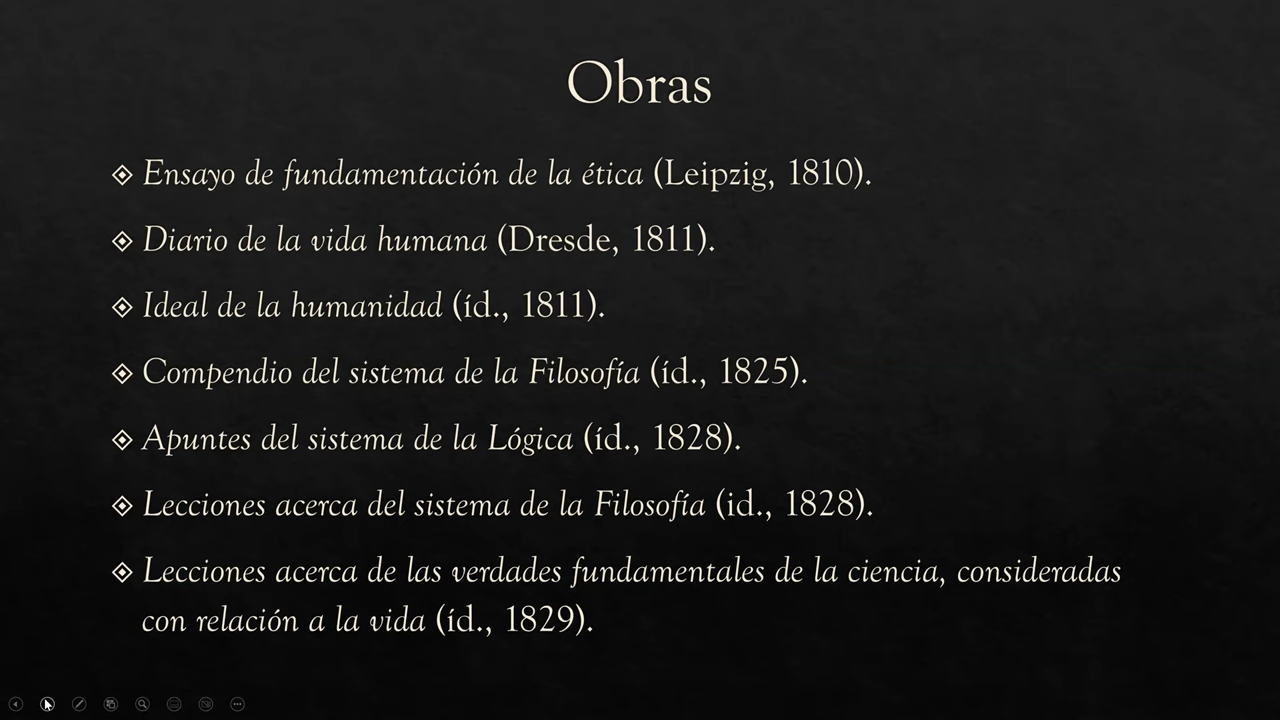 Obras
Ensayo de fundamentación de la ética (Leipzig, 1810).
Diario de la vida humana (Dresde, 1811).
Ideal de la humanidad (íd., 1811).
Compendio del sistema de la Filosofía (íd., 1825).
Apuntes del sistema de la Lógica (íd., 1828).
Lecciones acerca del sistema de la Filosofía (id., 1828).
Lecciones acerca de las verdades fundamentales de la ciencia, consideradas
con relación a la vida (íd., 1829).